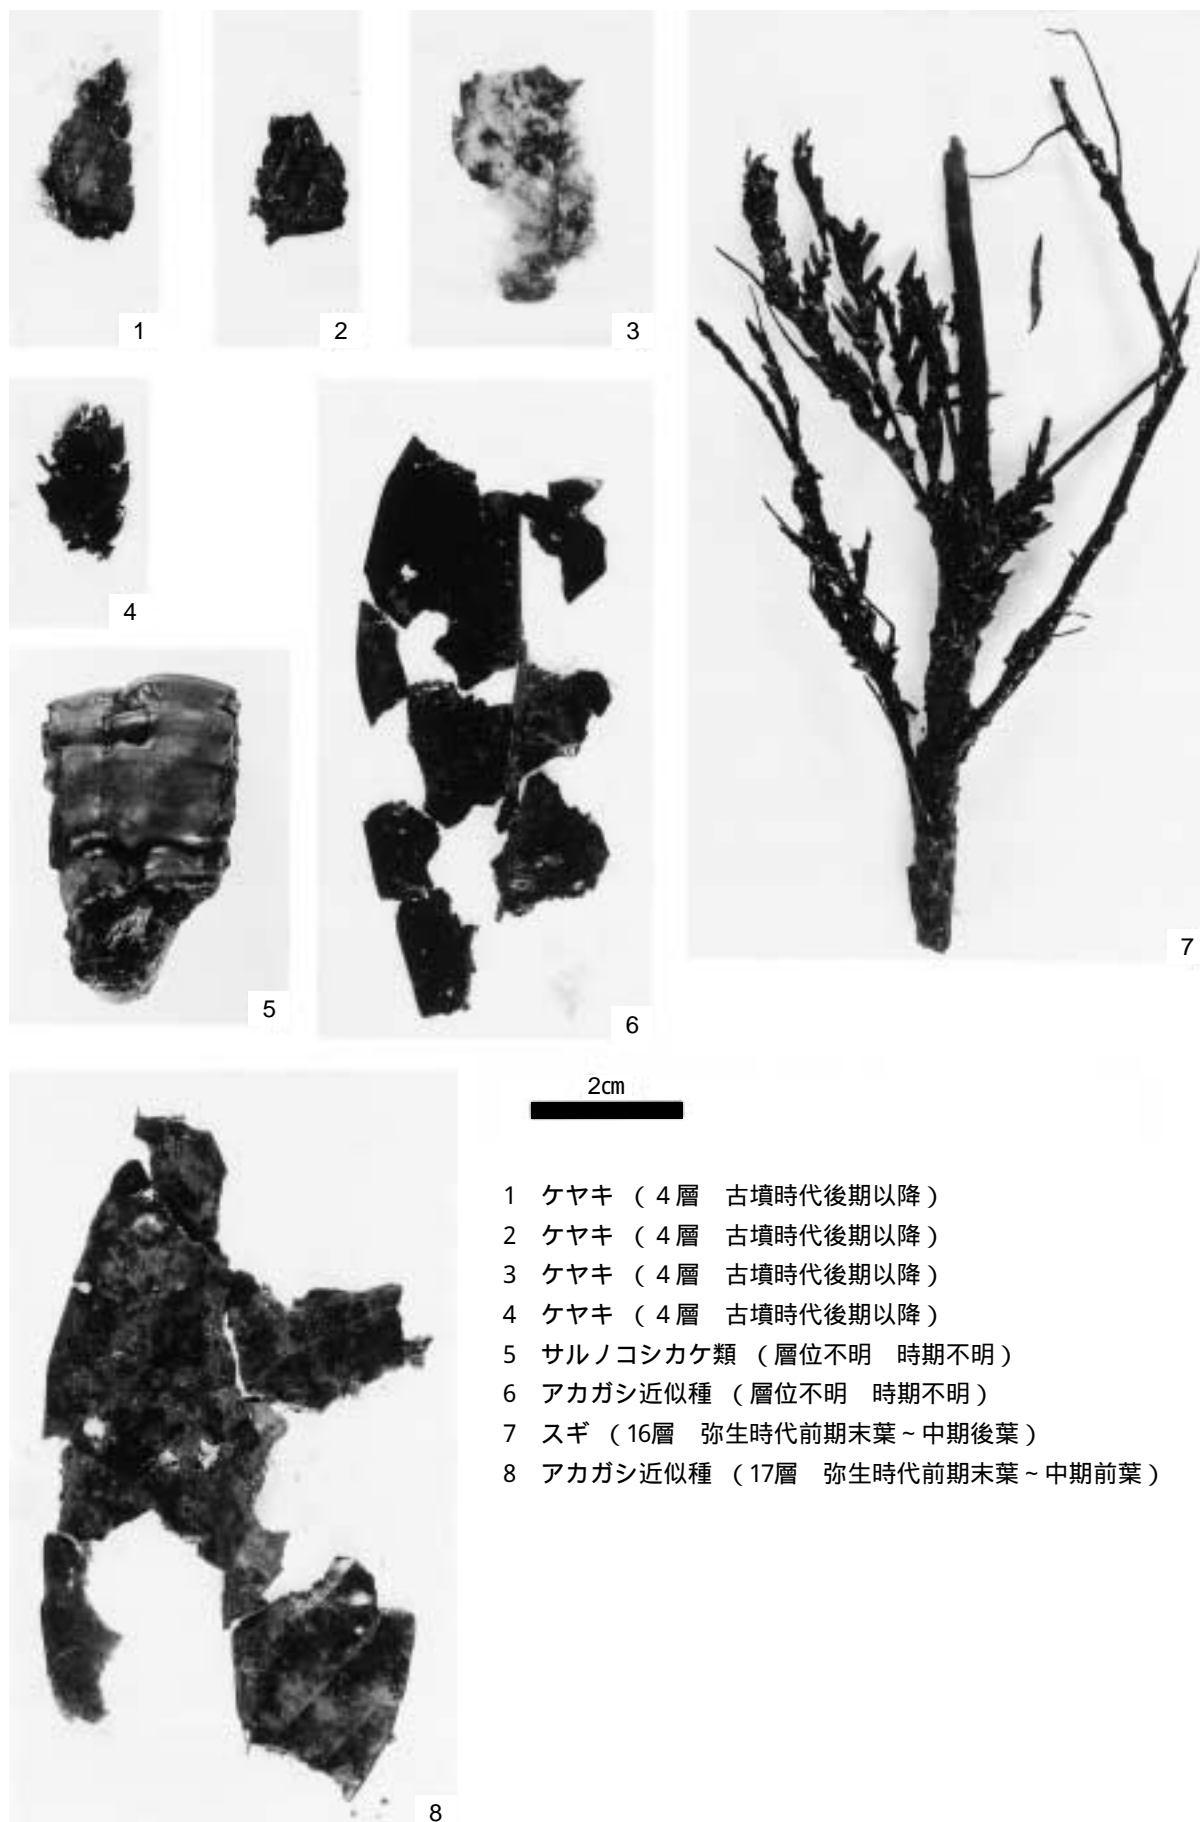 1
2
3
4
5
6
7
8
2㎝
1 ケヤキ （４層　古墳時代後期以降）
2 ケヤキ （４層　古墳時代後期以降）
3 ケヤキ （４層　古墳時代後期以降）
4 ケヤキ （４層　古墳時代後期以降）
5 サルノコシカケ類 （層位不明　時期不明）
6 アカガシ近似種 （層位不明　時期不明）
7 スギ （16層　弥生時代前期末葉～中期後葉）
8 アカガシ近似種 （17層　弥生時代前期末葉～中期前葉）